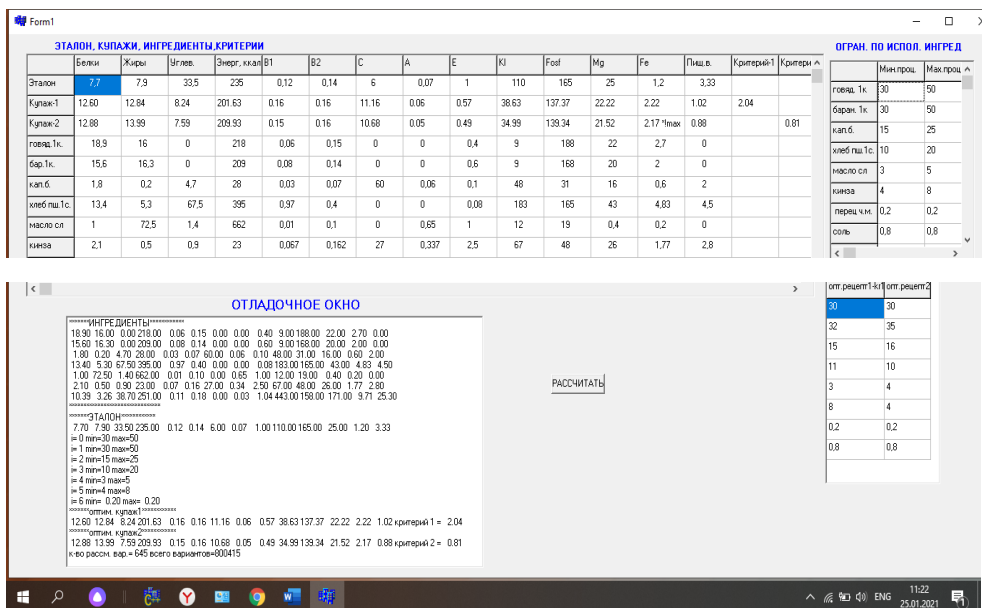 Form1
ЭТАЛОН, КУПАЖИ, ИНГРЕДИЕНТЫ,КРИТЕРИИ
ОГРАН. ПО ИСПОЛ. ИНГРЕД
Белки Жиры Углев. Энерг, ккал B1 B2 C A E Kl Fosf Mg Fe Пищ.в. Критерий-1 Критери
Эталон 7,7 7,9 33,5 235 0,12 0,14 6 0,07 1 110 165 25 1,2 3,33
Купаж-1 12.60 12.84 8.24 201.63 0.16 0.16 11.16 0.06 0.57 38.63 137.37 22.22 2.22 1.02 2.04
Купаж-2 12.88 13.99 7.59 209.93 0.15 0.16 10.68 0.05 0.49 34.99 139.34 21.52 2.17 *lmax 0.88 0.81
говяд.1к. 18,9 16 0 218 0,06 0,15 0 0 0,4 9 188 22 2,7 0
бар.1к. 15,6 16,3 0 209 0,08 0,14 0 0 0,6 9 168 20 2 0
кап.б. 1,8 0,2 4,7 28 0,03 0,07 60 0,06 0,1 48 31 16 0,6 2
хлеб пш.1с. 13,4 5,3 67,5 395 0,97 0,4 0 0 0,08 183 165 43 4,83 4,5
масло сл 1 72,5 1,4 662 0,01 0,1 0 0,65 1 12 19 0,4 0,2 0
кинза 2,1 0,5 0,9 23 0,067 0,162 27 0,337 2,5 67 48 26 1,77 2,8
Мин.проц. Мах.проц
говяд. 1к 30 50
баран. 1к 30 50
кап.б. 15 25
хлеб пш.1с. 10 20
масло сл 3 5
кинза 4 8
перец ч.м. 0,2 0,2
соль 0,8 0,8
ОТЛАДОЧНОЕ ОКНО
******ИНГРЕДИЕНТЫ***********
18.90 16.00 0.00 218.00 0.06 0.15 0.00 0.00 0.40 9.00 188.00 22.00 2.70 0.00
15.60 16.30 0.00 209.00 0.08 0.14 0.00 0.00 0.60 9.00 168.00 20.00 2.00 0.00
1.80 0.20 4.70 28.00 0.03 0.07 60.00 0.06 0.10 48.00 31.00 16.00 0.60 2.00
13.40 5.30 67.50 395.00 0.97 0.40 0.00 0.00 0.08 183.00 165.00 43.00 4.83 4.50
1.00 72.50 1.40 662.00 0.01 0.10 0.00 0.65 1.00 12.00 19.00 0.40 0.20 0.00
2.10 0.50 0.90 23.00 0.07 0.16 27.00 0.34 2.50 67.00 48.00 26.00 1.77 2.80
10.39 3.26 38.70 251.00 0.11 0.18 0.00 0.03 1.04 443.00 158.00 171.00 9.71 25.30
******ЭТАЛОН***********
7.70 7.90 33.50 235.00 0.12 0.14 6.00 0.07 1.00 110.00 165.00 25.00 1.20 3.33
i= 0 min=30 max=50
i= 1 min=30 max=50
i= 2 min=15 max=25
i= 3 min=10 max=20
i= 4 min=3 max=5
i= 5 min=4 max=8
i= 6 min= 0.20 max= 0.20
******оптим. купаж1***********
12.60 12.84 8.24 201.63 0.16 0.16 11.16 0.06 0.57 38.63 137.37 22.22 2.22 1.02 критерий 1 = 2.04
******оптим. купаж2***********
12.88 13.99 7.59 209.93 0.15 0.16 10.68 0.05 0.49 34.99 139.34 21.52 2.17 0.88 критерий 2 = 0.81
к-во рассм. вар.= 645 всего вариантов=800415
РАССЧИТАТЬ
опт.рецепт1-kr1 опт.рецепт2
30 30
32 35
15 16
11 10
3 4
8 4
0,2 0,2
0,8 0,8
ENG
11:22
25.01.2021